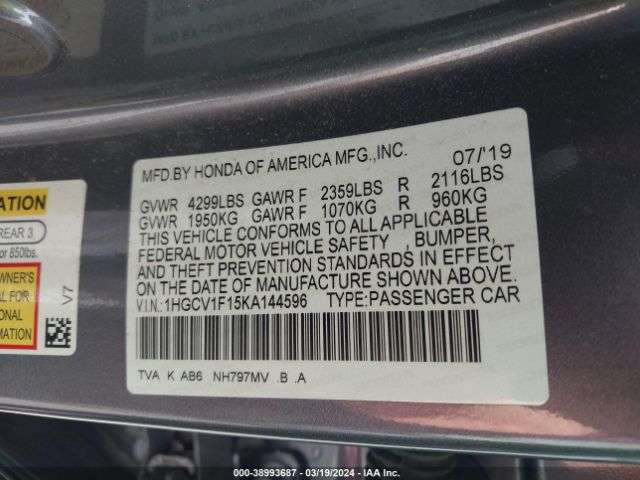 MFD.BY HONDA OF AMERICA MFG.,INC. 07/'19
GVWR 4299LBS GAWR F 2359LBS R 2116LBS
GVWR 1950KG GAWR F 1070KG R 960KG
THIS VEHICLE CONFORMS TO ALL APPLICABLE
FEDERAL MOTOR VEHICLE SAFETY , BUMPER,
AND THEFT PREVENTION STANDARDS IN EFFECT
ON THE DATE OF MANUFACTURE SHOWN ABOVE.
V.I.N.:1HGCV1F15KA144596 TYPE:PASSENGER CAR
TVA K AB6 NH797MV .B .A
ATION
REAR 3
or 850lbs.
WNER'S
AL FOR
ONAL
MATION
V7
000-38993687 - 03/19/2024 - IAA Inc.